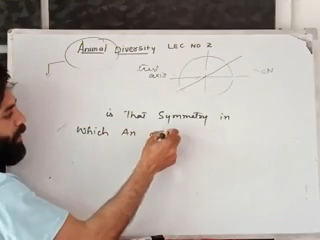 Animal Diversity LEC NO 2
axis
is That Symmetry in
Which An